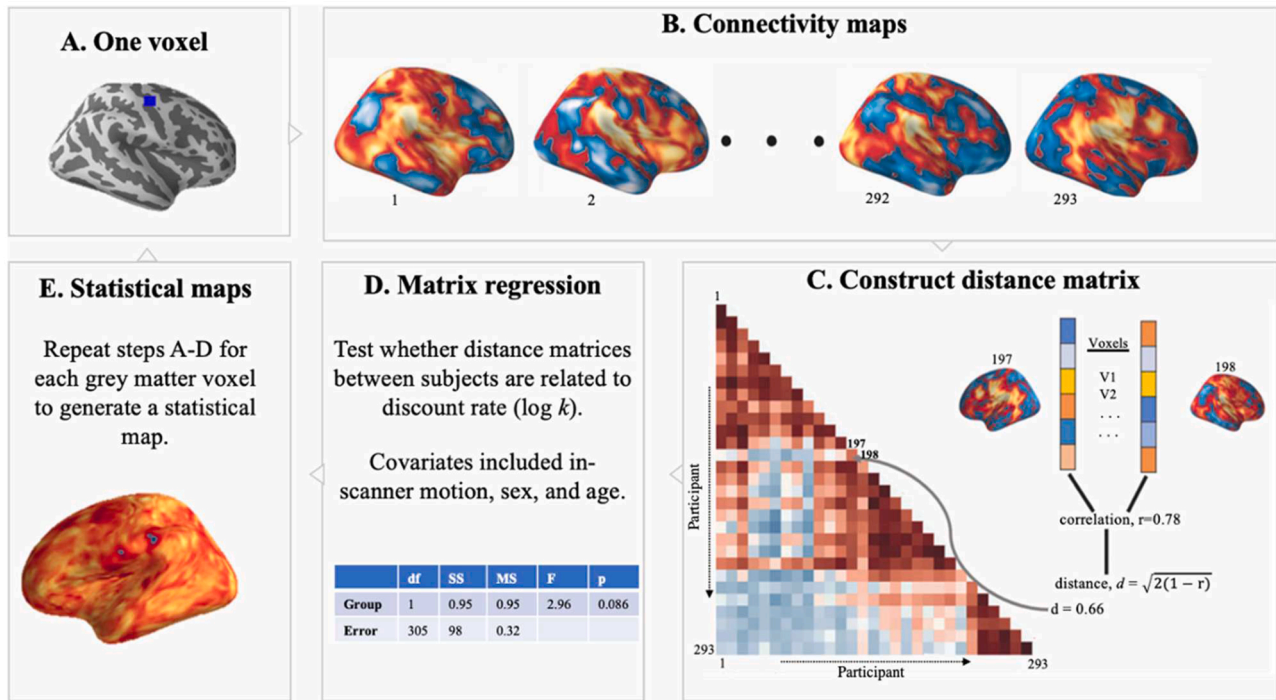 A. One voxel
B. Connectivity maps
1
2
292
293
E. Statistical maps
Repeat steps A-D for
each grey matter voxel
to generate a statistical
map.
D. Matrix regression
Test whether distance matrices
between subjects are related to
discount rate (log k).
Covariates included in-
scanner motion, sex, and age.
df SS MS F p
Group 1 0.95 0.95 2.96 0.086
Error 305 98 0.32
C. Construct distance matrix
1
197
198
Participant
293
1
Participant
293
197
Voxels
V1
V2
. . .
. . .
198
correlation, r=0.78
distance, d = √2(1 − r)
d = 0.66